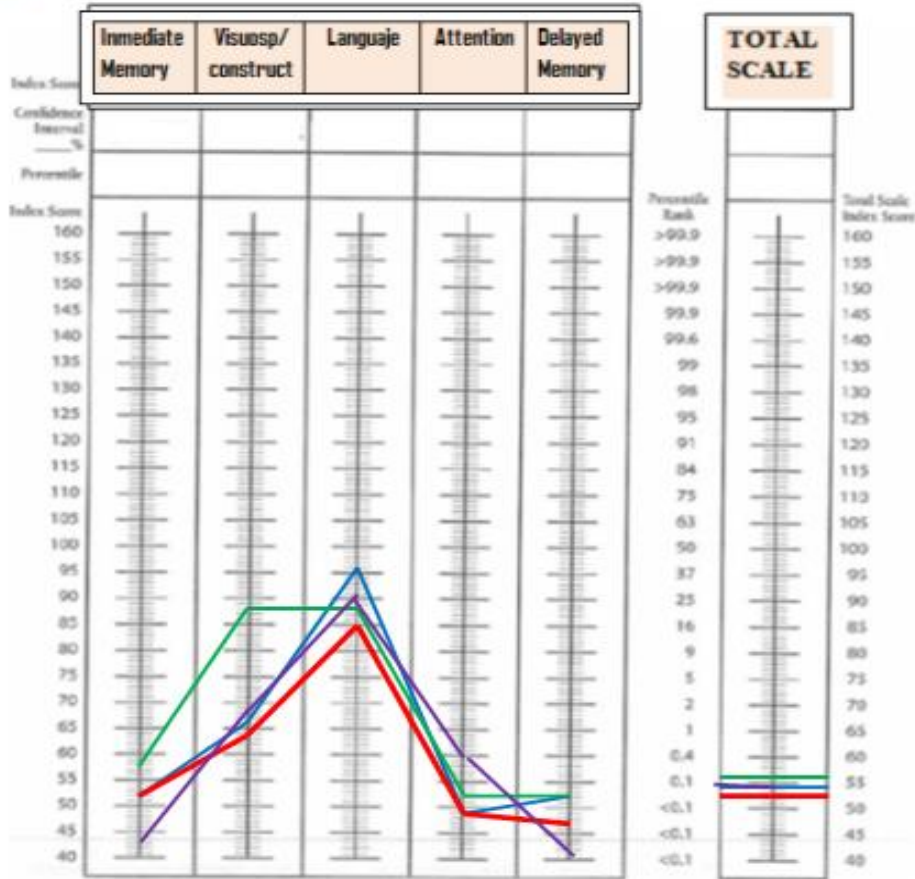 Inmediate Memory
Visuosp/ construct
Languaje
Attention
Delayed Memory
TOTAL SCALE
Index Score
Confidence Interval
____%
Percentile
Index Score
Percentile Rank
Total Scale Index Score
160 >99.9 160
155 >99.9 155
150 >99.9 150
145 99.9 145
140 99.6 140
135 99 135
130 98 130
125 95 125
120 91 120
115 84 115
110 75 110
105 63 105
100 50 100
95 37 95
90 25 90
85 16 85
80 9 80
75 5 75
70 2 70
65 1 65
60 0.4 60
55 0.1 55
50 <0.1 50
45 <0.1 45
40 <0.1 40